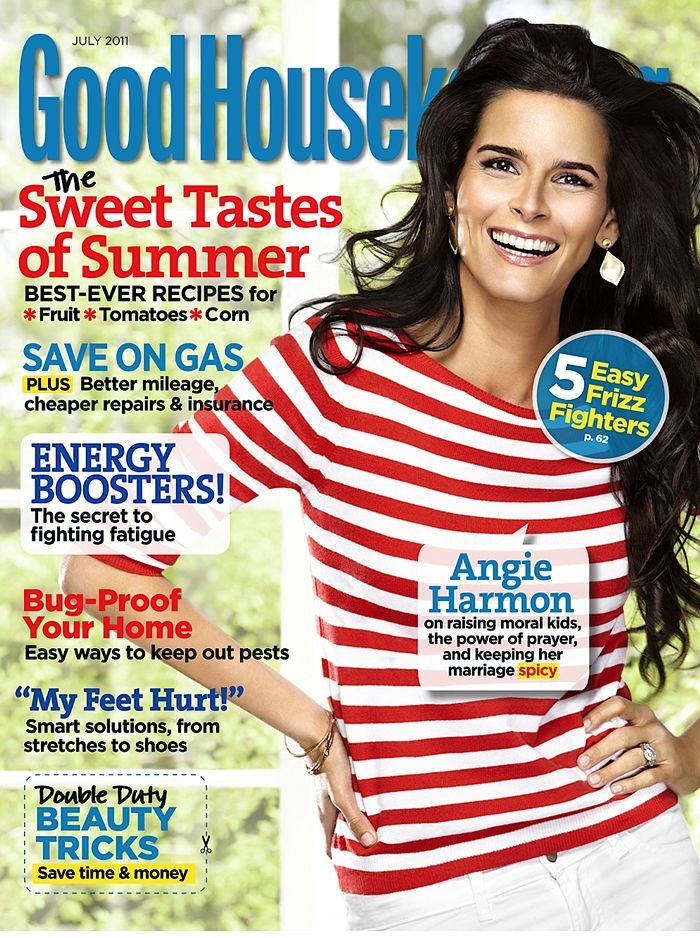 JULY 2011
Good Housek
The
Sweet Tastes
of Summer
BEST-EVER RECIPES for
*Fruit *Tomatoes *Corn
SAVE ON GAS
PLUS Better mileage,
cheaper repairs & insurance
5 Easy
Frizz
Fighters
p. 62
ENERGY
BOOSTERS!
The secret to
fighting fatigue
Angie
Harmon
on raising moral kids,
the power of prayer,
and keeping her
marriage spicy
Bug-Proof
Your Home
Easy ways to keep out pests
"My Feet Hurt!"
Smart solutions, from
stretches to shoes
Double Duty
BEAUTY
TRICKS
Save time & money